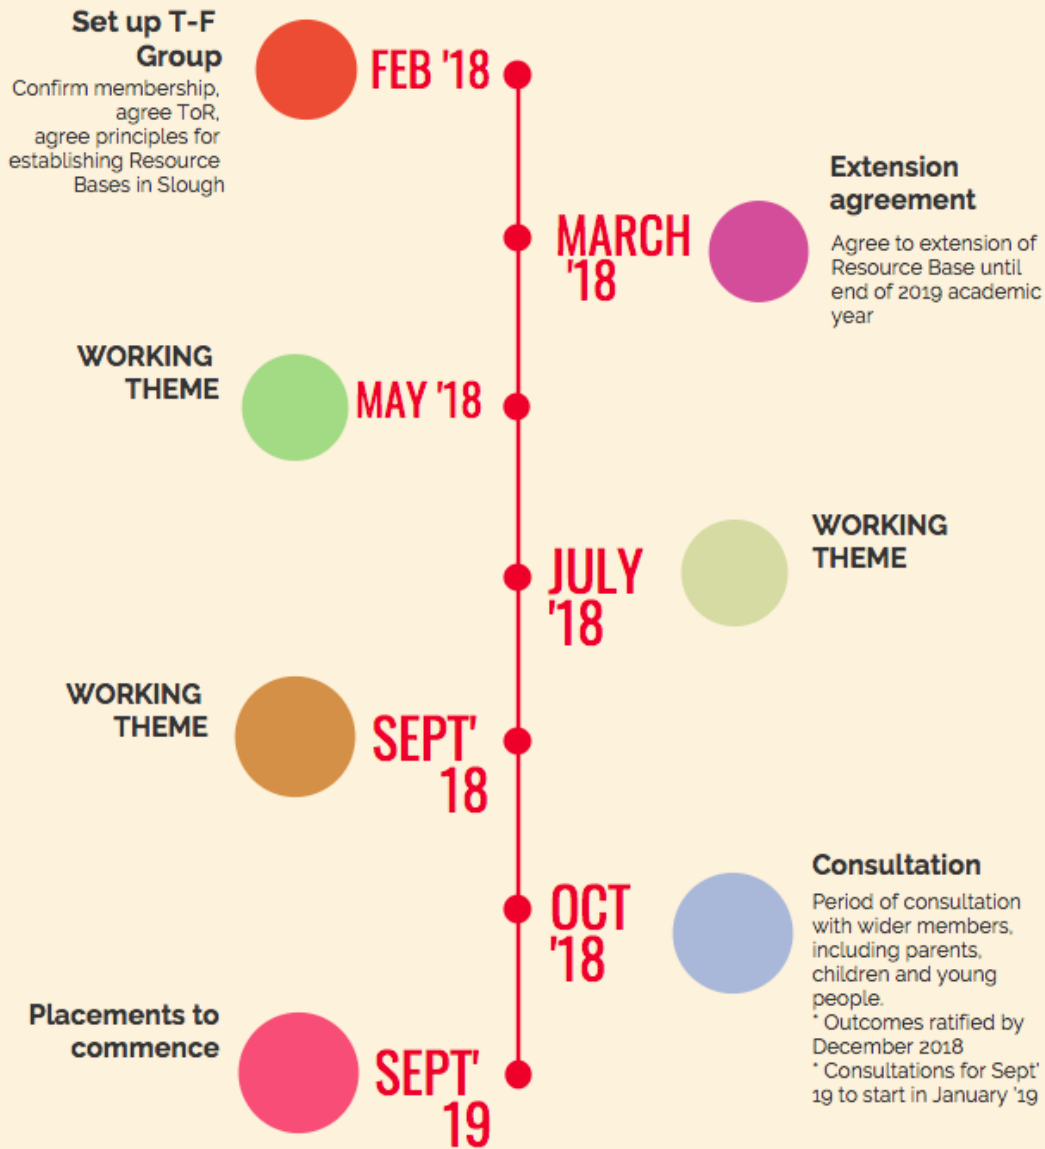 Set up T-F
Group
Confirm membership,
agree ToR,
agree principles for
establishing Resource
Bases in Slough
FEB '18
MARCH
'18
Extension
agreement
Agree to extension of
Resource Base until
end of 2019 academic
year
WORKING
THEME
MAY '18
JULY
'18
WORKING
THEME
WORKING
THEME
SEPT'
18
OCT
'18
Consultation
Period of consultation
with wider members,
including parents,
children and young
people.
* Outcomes ratified by
December 2018
* Consultations for Sept'
19 to start in January '19
Placements to
commence
SEPT'
19